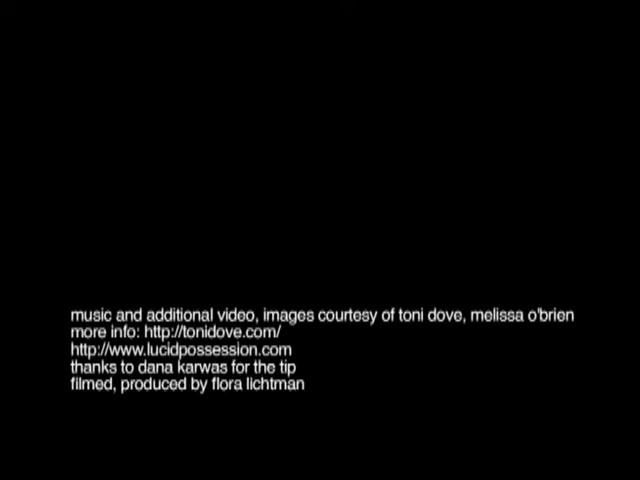 music and additional video, images courtesy of toni dove, melissa o'brien
more info: http://tonidove.com/
http://www.lucidpossession.com
thanks to dana karwas for the tip
filmed, produced by flora lichtman